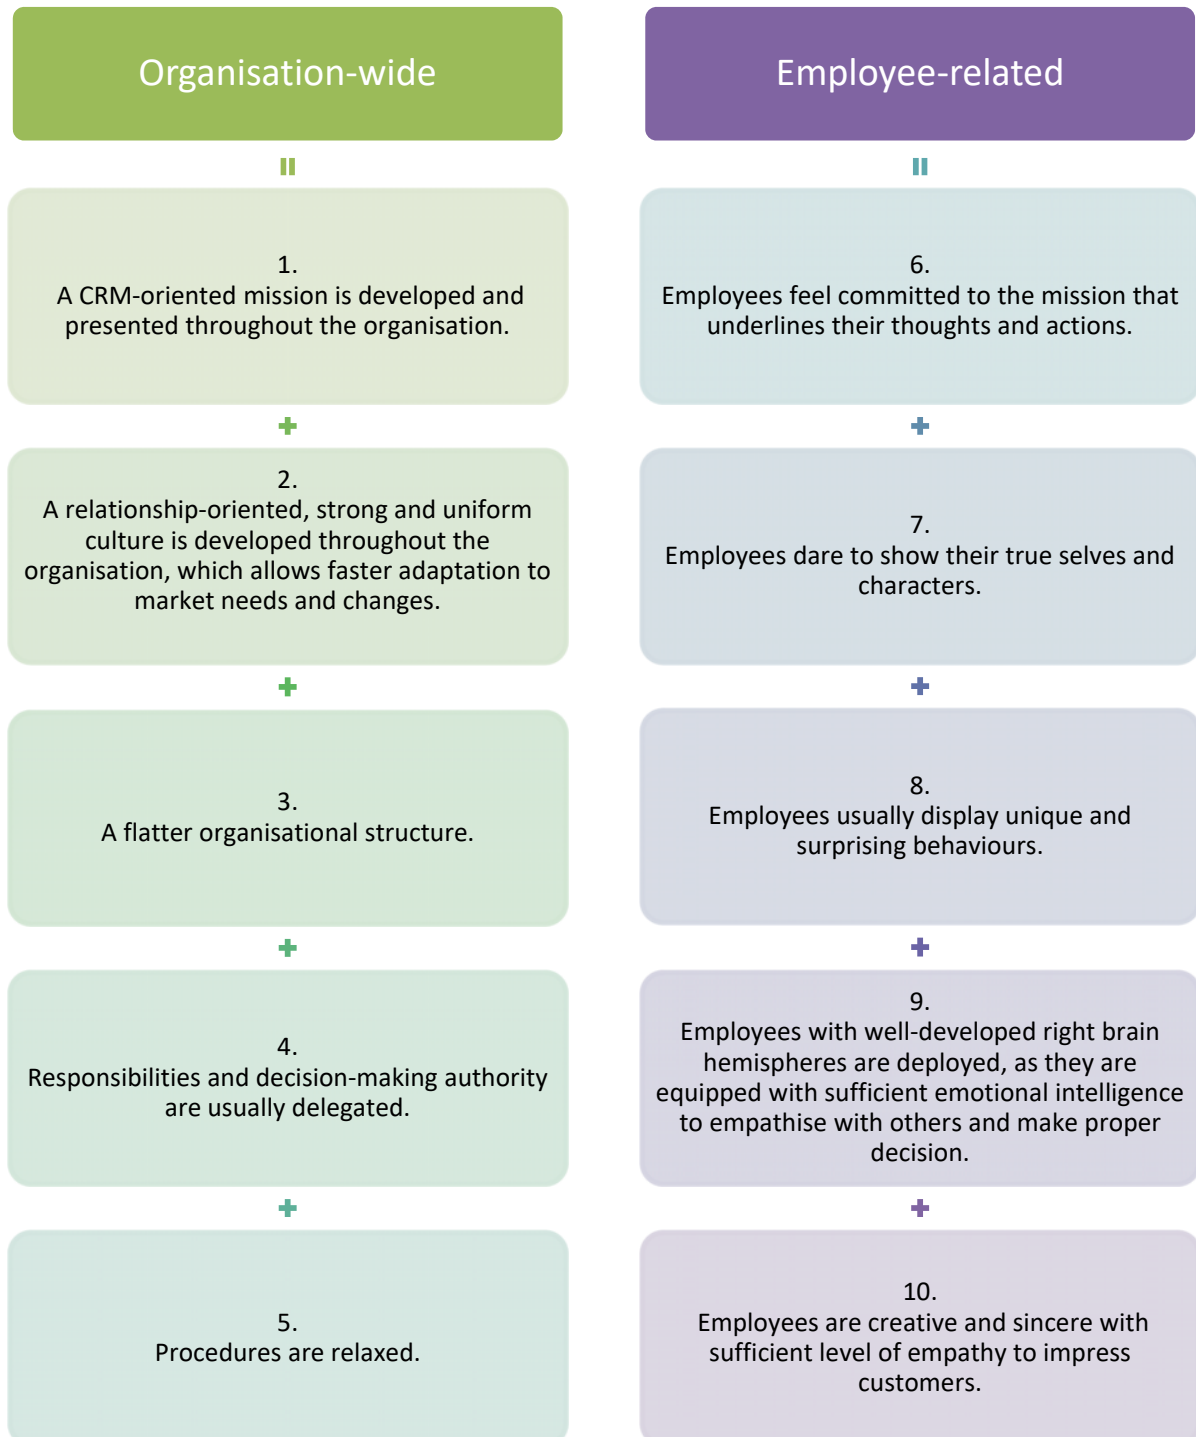 Organisation-wide
1.
A CRM-oriented mission is developed and
presented throughout the organisation.
2.
A relationship-oriented, strong and uniform
culture is developed throughout the
organisation, which allows faster adaptation to
market needs and changes.
3.
A flatter organisational structure.
4.
Responsibilities and decision-making authority
are usually delegated.
5.
Procedures are relaxed.
Employee-related
6.
Employees feel committed to the mission that
underlines their thoughts and actions.
7.
Employees dare to show their true selves and
characters.
8.
Employees usually display unique and
surprising behaviours.
9.
Employees with well-developed right brain
hemispheres are deployed, as they are
equipped with sufficient emotional intelligence
to empathise with others and make proper
decision.
10.
Employees are creative and sincere with
sufficient level of empathy to impress
customers.